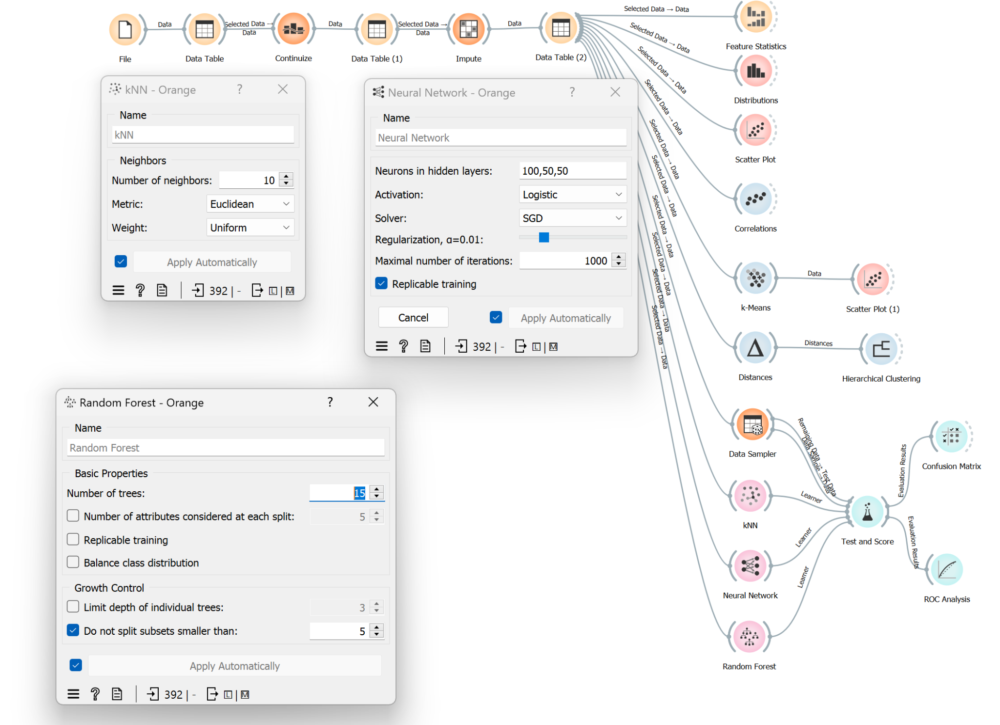 Data
Selected Data →
Data
Data
Selected Data →
Data
Data
File
Data Table
Continuize
Data Table (1)
Impute
Data Table (2)
Selected Data → Data
Selected Data → Data
Selected Data → Data
Selected Data → Data
Selected Data → Data
Selected Data → Data
Selected Data → Data
Selected Data → Data
Selected Data → Data
Selected Data → Data
Feature Statistics
Distributions
Scatter Plot
Correlations
k-Means
Data
Scatter Plot (1)
Distances
Distances
Hierarchical Clustering
Data Sampler
Remaining Data → Test Data
Data Sample → Data
kNN
Learner
Neural Network
Learner
Random Forest
Learner
Test and Score
Evaluation Results
Evaluation Results
Confusion Matrix
ROC Analysis
kNN - Orange ?
Name
kNN
Neighbors
Number of neighbors: 10
Metric: Euclidean
Weight: Uniform
Apply Automatically
? 392 | - L | M
Neural Network - Orange ?
Name
Neural Network
Neurons in hidden layers: 100,50,50
Activation: Logistic
Solver: SGD
Regularization, α=0.01:
Maximal number of iterations: 1000
Replicable training
Cancel Apply Automatically
? 392 | - L | M
Random Forest - Orange ?
Name
Random Forest
Basic Properties
Number of trees: 15
Number of attributes considered at each split: 5
Replicable training
Balance class distribution
Growth Control
Limit depth of individual trees: 3
Do not split subsets smaller than: 5
Apply Automatically
? 392 | - L | M